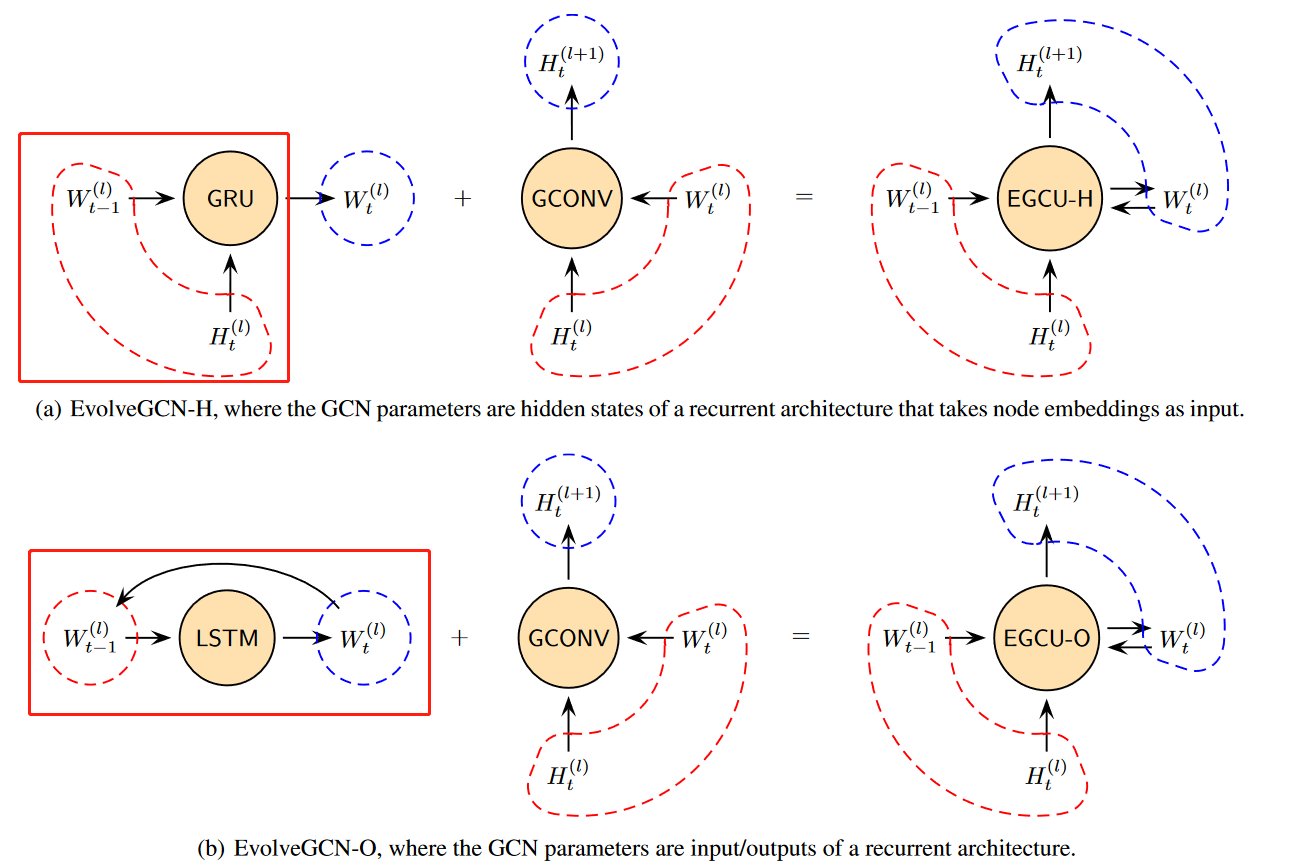 H_t^{(l+1)} H_t^{(l+1)}
W_{t−1}^{(l)} GRU W_t^{(l)} + GCONV W_t^{(l)} = W_{t−1}^{(l)} EGCU-H W_t^{(l)}
H_t^{(l)} H_t^{(l)} H_t^{(l)}
(a) EvolveGCN-H, where the GCN parameters are hidden states of a recurrent architecture that takes node embeddings as input.
H_t^{(l+1)} H_t^{(l+1)}
W_{t−1}^{(l)} LSTM W_t^{(l)} + GCONV W_t^{(l)} = W_{t−1}^{(l)} EGCU-O W_t^{(l)}
H_t^{(l)} H_t^{(l)}
(b) EvolveGCN-O, where the GCN parameters are input/outputs of a recurrent architecture.